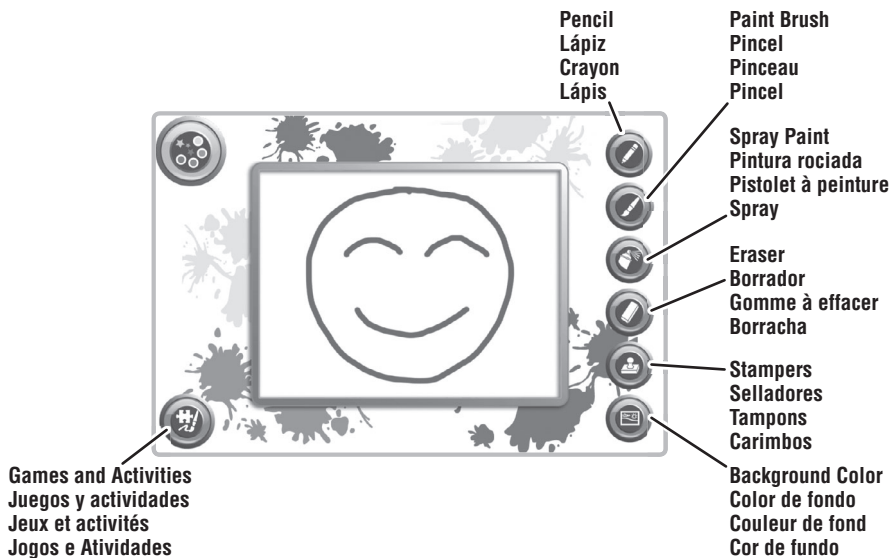 Pencil
Lápiz
Crayon
Lápis
Paint Brush
Pincel
Pinceau
Pincel
Spray Paint
Pintura rociada
Pistolet à peinture
Spray
Eraser
Borrador
Gomme à effacer
Borracha
Stampers
Selladores
Tampons
Carimbos
Games and Activities
Juegos y actividades
Jeux et activités
Jogos e Atividades
Background Color
Color de fondo
Couleur de fond
Cor de fundo